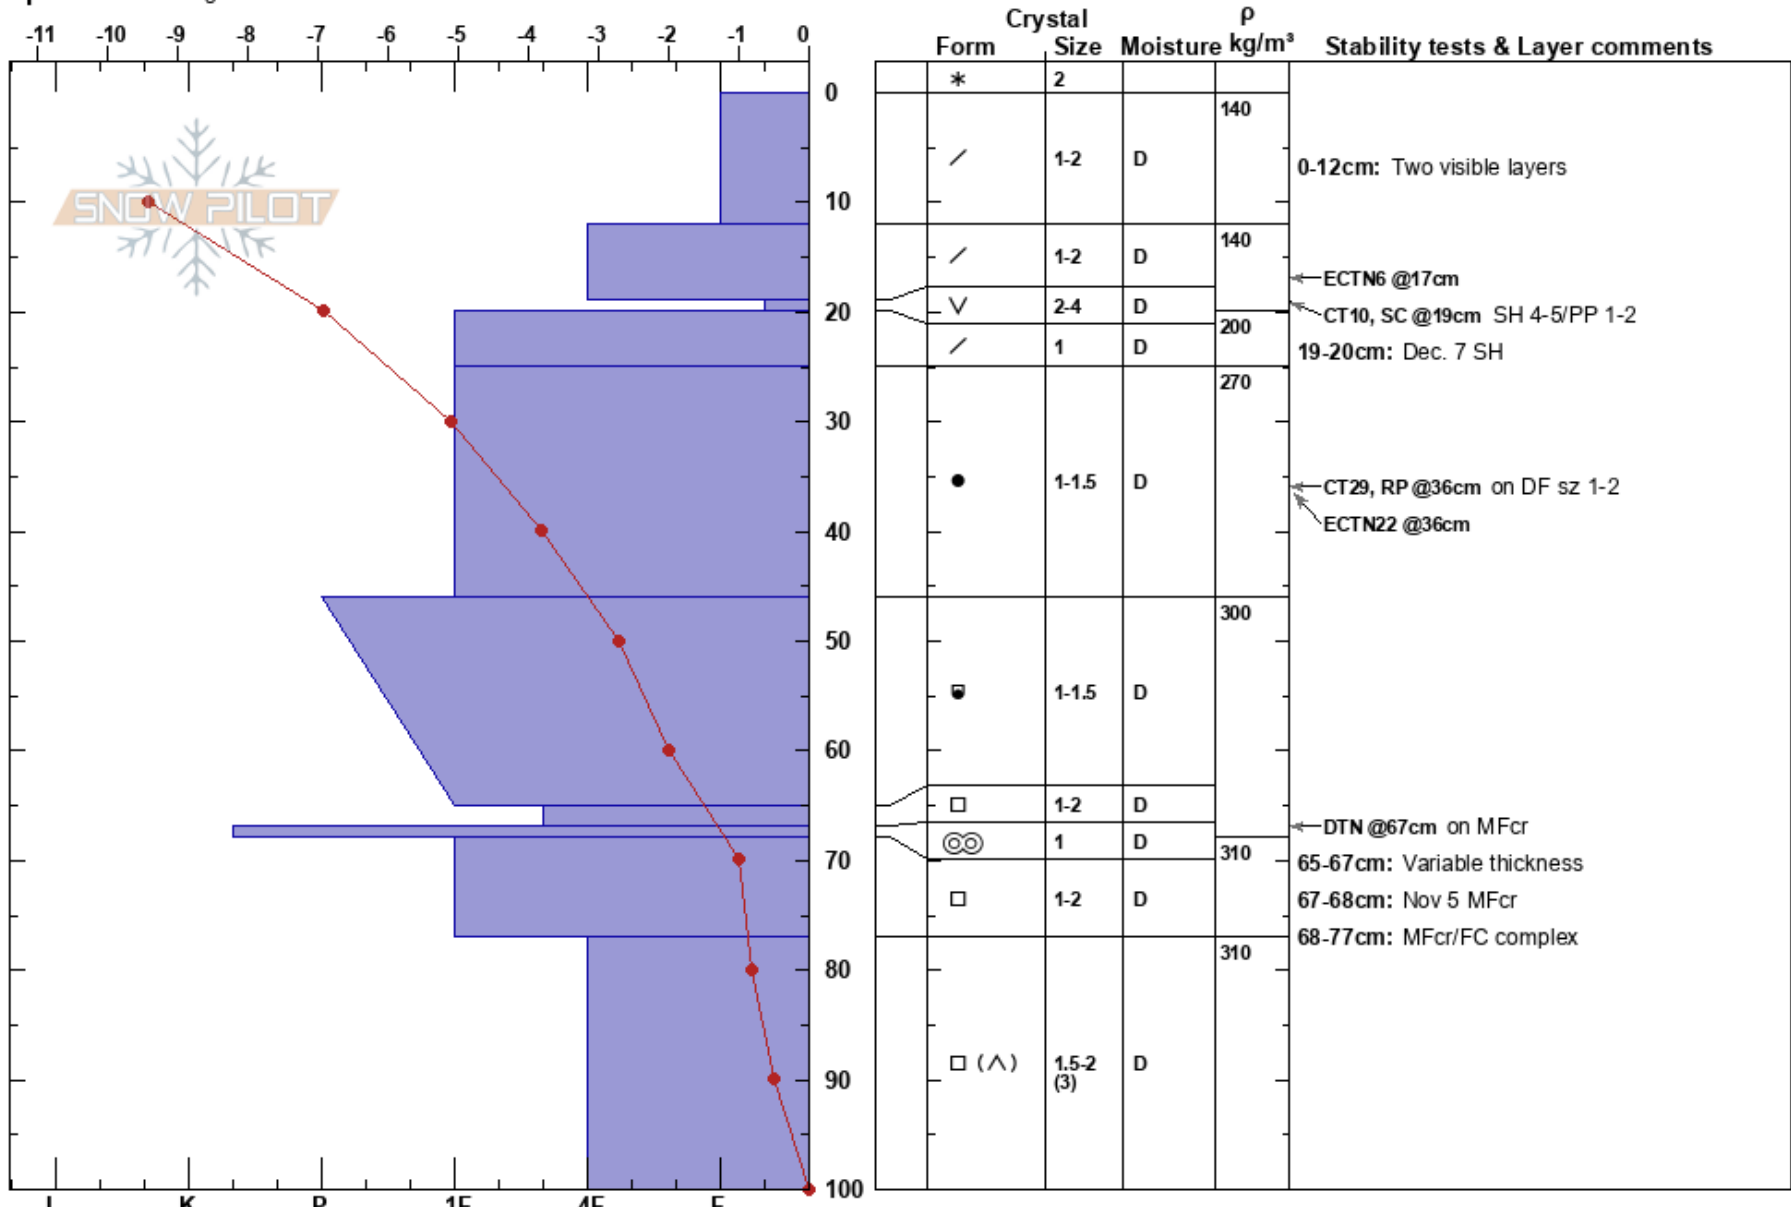 Crystal ρ
-11 -10 -9 -8 -7 -6 -5 -4 -3 -2 -1 0 Form Size Moisture kg/m³ Stability tests & Layer comments
* 2
0
140
/ 1-2 D 0-12cm: Two visible layers
SNOW PILOT
10
140
/ 1-2 D
ECTN6 @17cm
V 2-4 D
20
CT10, SC @19cm SH 4-5/PP 1-2
200
/ 1 D 19-20cm: Dec. 7 SH
270
30
● 1-1.5 D CT29, RP @36cm on DF sz 1-2
ECTN22 @36cm
40
300
50
1-1.5 D
60
□ 1-2 D
DTN @67cm on MFcr
1 D
310
70 65-67cm: Variable thickness
□ 1-2 D 67-68cm: Nov 5 MFcr
68-77cm: MFcr/FC complex
310
80
□ (∧) 1.5-2 D
90 (3)
100
I K P 1F 4F F